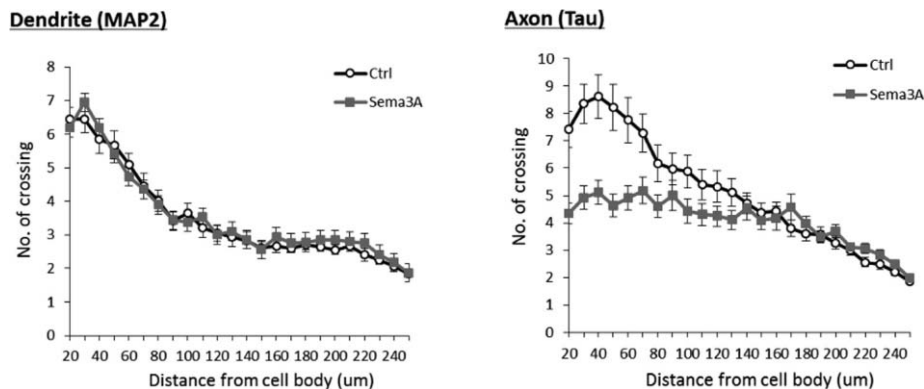 Dendrite (MAP2)
Ctrl
Sema3A
8
7
6
5
4
3
2
1
0
No. of crossing
20 40 60 80 100 120 140 160 180 200 220 240
Distance from cell body (um)
Axon (Tau)
Ctrl
Sema3A
10
9
8
7
6
5
4
3
2
1
0
No. of crossing
20 40 60 80 100 120 140 160 180 200 220 240
Distance from cell body (um)